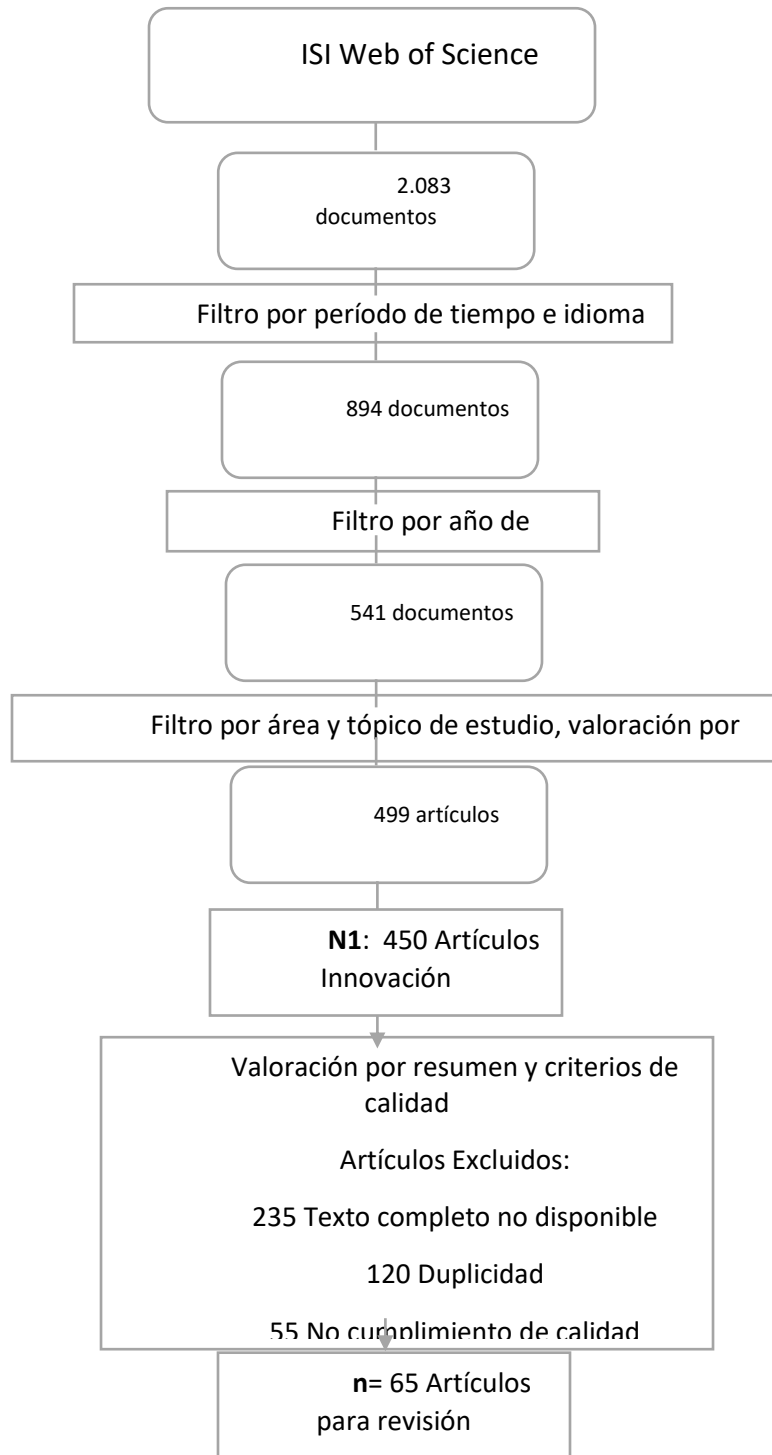 ISI Web of Science
2.083
documentos
Filtro por período de tiempo e idioma
894 documentos
Filtro por año de
541 documentos
Filtro por área y tópico de estudio, valoración por
499 artículos
N1: 450 Artículos
Innovación
Valoración por resumen y criterios de
calidad
Artículos Excluidos:
235 Texto completo no disponible
120 Duplicidad
55 No cumplimiento de calidad
n= 65 Artículos
para revisión